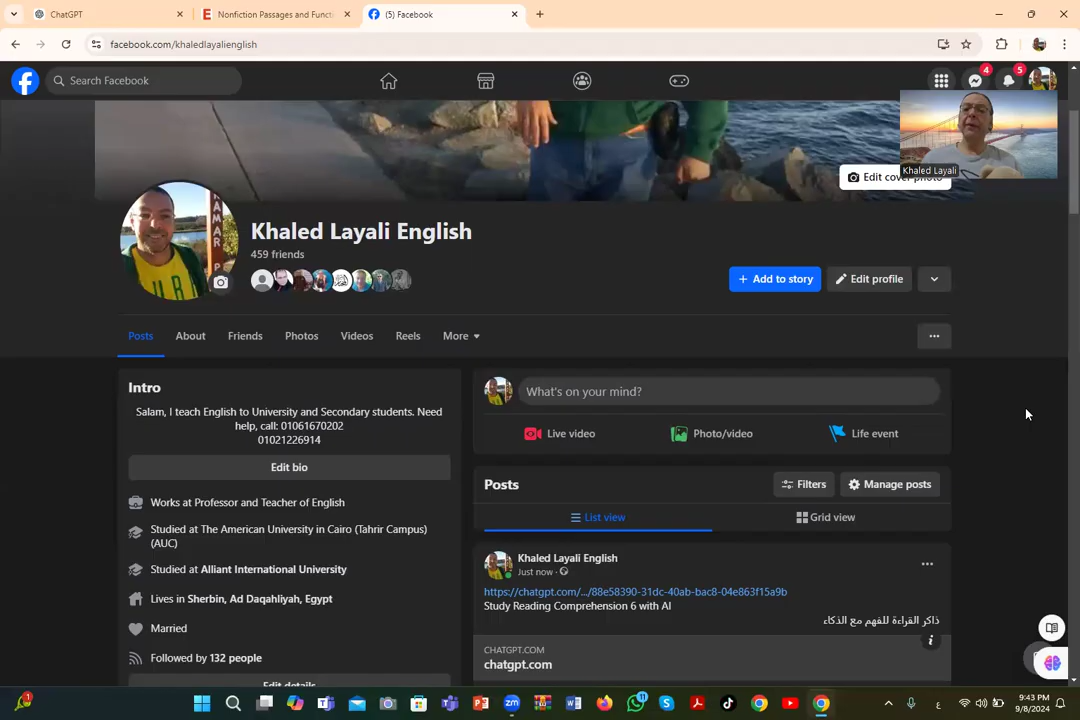 ChatGPT
Nonfiction Passages and Functi
(5) Facebook
facebook.com/khaledlayalienglish
Search Facebook
4
5
Edit cover photo
Khaled Layali
KAMAR P
Khaled Layali English
459 friends
Add to story
Edit profile
Posts
About
Friends
Photos
Videos
Reels
More
Intro
Salam, I teach English to University and Secondary students. Need
help, call: 01061670202
01021226914
Edit bio
Works at Professor and Teacher of English
Studied at The American University in Cairo (Tahrir Campus)
(AUC)
Studied at Alliant International University
Lives in Sherbin, Ad Daqahliyah, Egypt
Married
Followed by 132 people
Edit details
What's on your mind?
Live video
Photo/video
Life event
Posts
Filters
Manage posts
List view
Grid view
Khaled Layali English
Just now
https://chatgpt.com/.../88e58390-31dc-40ab-bac8-04e863f15a9b
Study Reading Comprehension 6 with AI
ذاكر القراءة للفهم مع الذكاء
CHATGPT.COM
chatgpt.com
1
11
ع
9:43 PM
9/8/2024